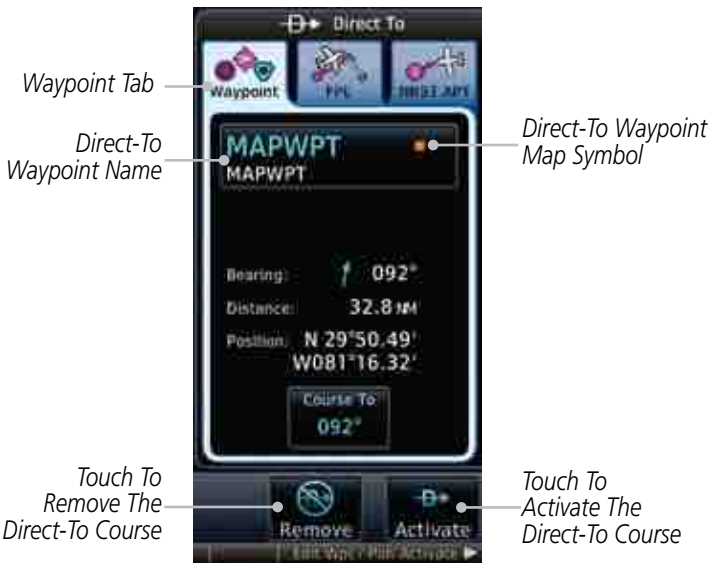 Direct To
Waypoint
FPL
NRST APT
Waypoint Tab
Direct-To
Waypoint Name
MAPWPT
MAPWPT
Direct-To Waypoint
Map Symbol
Bearing: 092°
Distance: 32.8 NM
Position: N 29°50.49'
W081°16.32'
Course To
092°
Touch To
Remove The
Direct-To Course
Remove
Activate
Touch To
Activate The
Direct-To Course
Edit Wpt / Push Activate